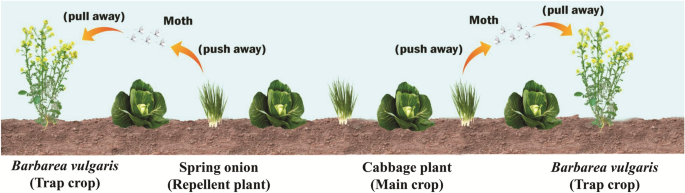 (pull away)
Moth
(push away)
Moth
(pull away)
(push away)
Barbarea vulgaris
(Trap crop)
Spring onion
(Repellent plant)
Cabbage plant
(Main crop)
Barbarea vulgaris
(Trap crop)